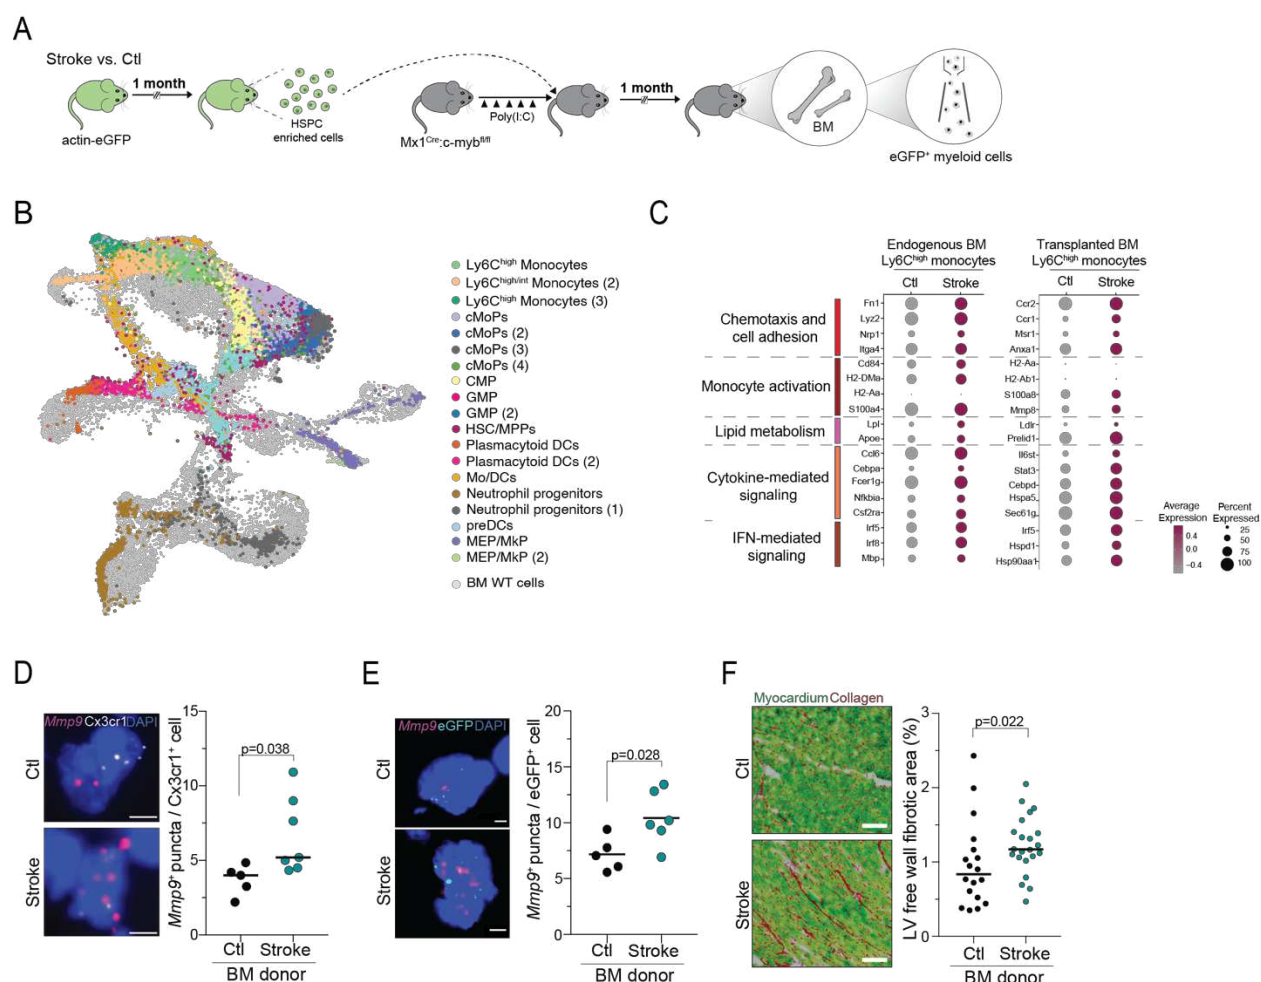 A
Stroke vs. Ctl
1 month
actin-eGFP
HSPC
enriched cells
Poly(I:C)
Mx1Cre:c-mybfl/fl
1 month
BM
eGFP+ myeloid cells
B
Ly6Chigh Monocytes
Ly6Chigh/int Monocytes (2)
Ly6Chigh Monocytes (3)
cMoPs
cMoPs (2)
cMoPs (3)
cMoPs (4)
CMP
GMP
GMP (2)
HSC/MPPs
Plasmacytoid DCs
Plasmacytoid DCs (2)
Mo/DCs
Neutrophil progenitors
Neutrophil progenitors (1)
preDCs
MEP/MkP
MEP/MkP (2)
BM WT cells
C
Endogenous BM
Ly6Chigh monocytes
Ctl Stroke
Transplanted BM
Ly6Chigh monocytes
Ctl Stroke
Chemotaxis and
cell adhesion
Monocyte activation
Lipid metabolism
Cytokine-mediated
signaling
IFN-mediated
signaling
Fn1
Lyz2
Nrp1
Itga4
Cd84
H2-DMa
H2-Aa
S100a4
Lpl
Apoe
Ccl6
Cebpa
Fcer1g
Nfkbia
Csf2ra
Irf5
Irf8
Mbp
Ccr2
Ccr1
Msr1
Anxa1
H2-Aa
H2-Ab1
S100a8
Mmp8
Ldlr
Prelid1
Il6st
Stat3
Cebpd
Hspa5
Sec61g
Irf5
Hspd1
Hsp90aa1
Average
Expression
0.4
0
−0.4
Percent
Expressed
25
50
75
100
D
Mmp9 Cx3cr1 DAPI
Ctl
Stroke
Mmp9+ puncta / Cx3cr1+ cell
15
10
5
0
p=0.038
Ctl Stroke
BM donor
E
Mmp9 eGFP DAPI
Ctl
Stroke
Mmp9+ puncta / eGFP+ cell
20
15
10
5
0
p=0.028
Ctl Stroke
BM donor
F
Myocardium Collagen
Ctl
Stroke
LV free wall fibrotic area (%)
3
2
1
0
p=0.022
Ctl Stroke
BM donor